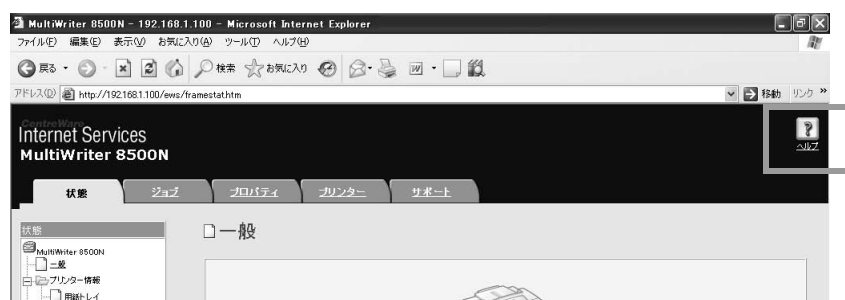 MultiWriter 8500N - 192.168.1.100 - Microsoft Internet Explorer
ファイル(F) 編集(E) 表示(V) お気に入り(A) ツール(T) ヘルプ(H)
戻る 検索 お気に入り
アドレス(D) http://192.168.1.100/ews/framestat.htm 移動 リンク »
CentreWare
Internet Services
MultiWriter 8500N
ヘルプ
状態 ジョブ プロパティ プリンター サポート
状態
一般
MultiWriter 8500N
一般
プリンター情報
用紙トレイ